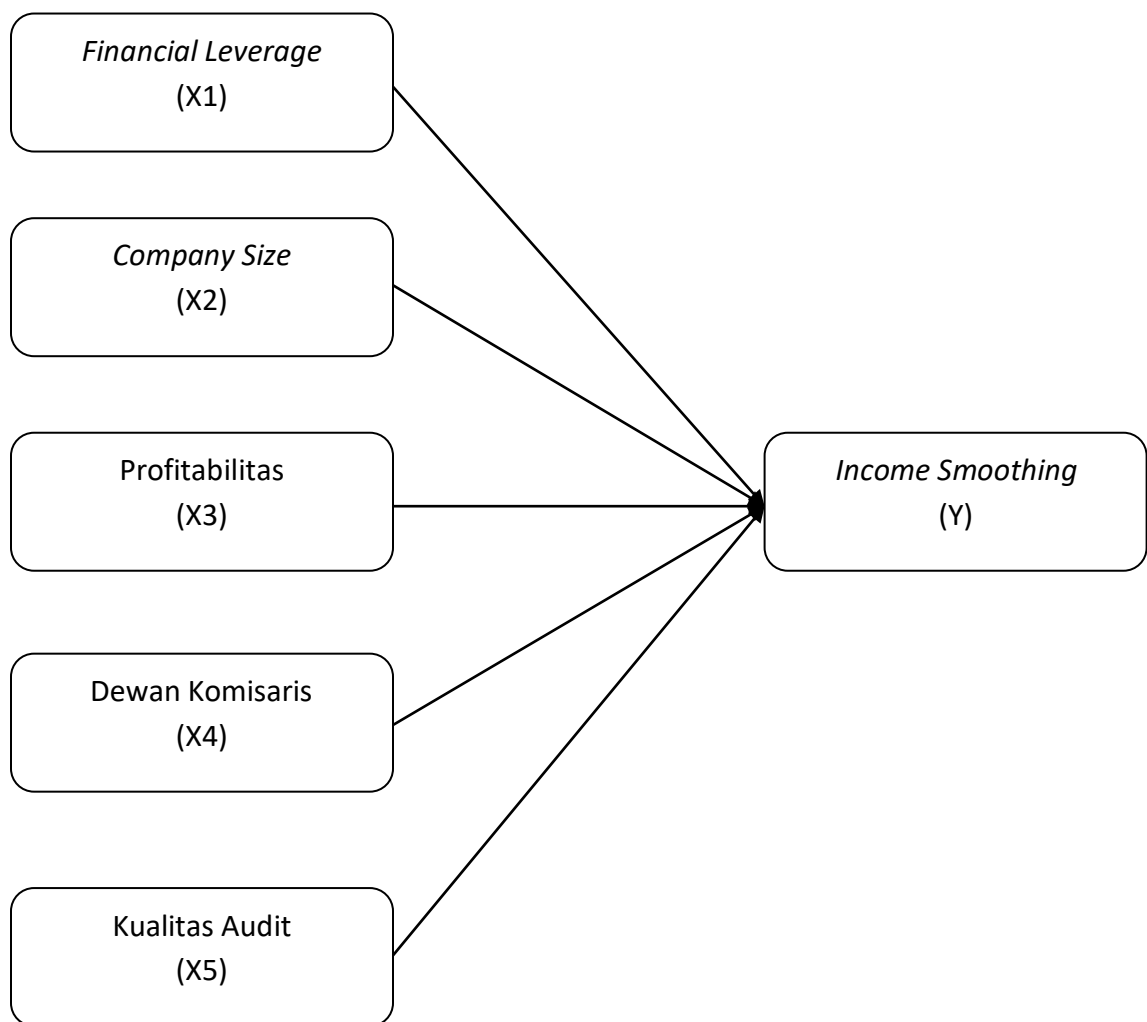 Financial Leverage
(X1)
Company Size
(X2)
Profitabilitas
(X3)
Income Smoothing
(Y)
Dewan Komisaris
(X4)
Kualitas Audit
(X5)